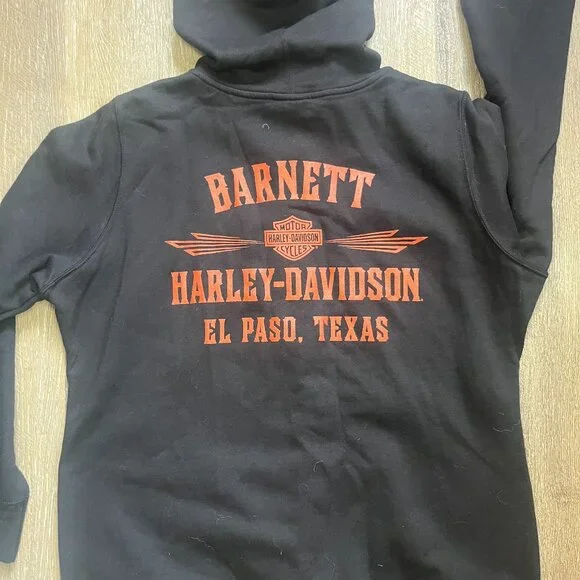 BARNETT
MOTOR
HARLEY-DAVIDSON
CYCLES
HARLEY-DAVIDSON
EL PASO, TEXAS